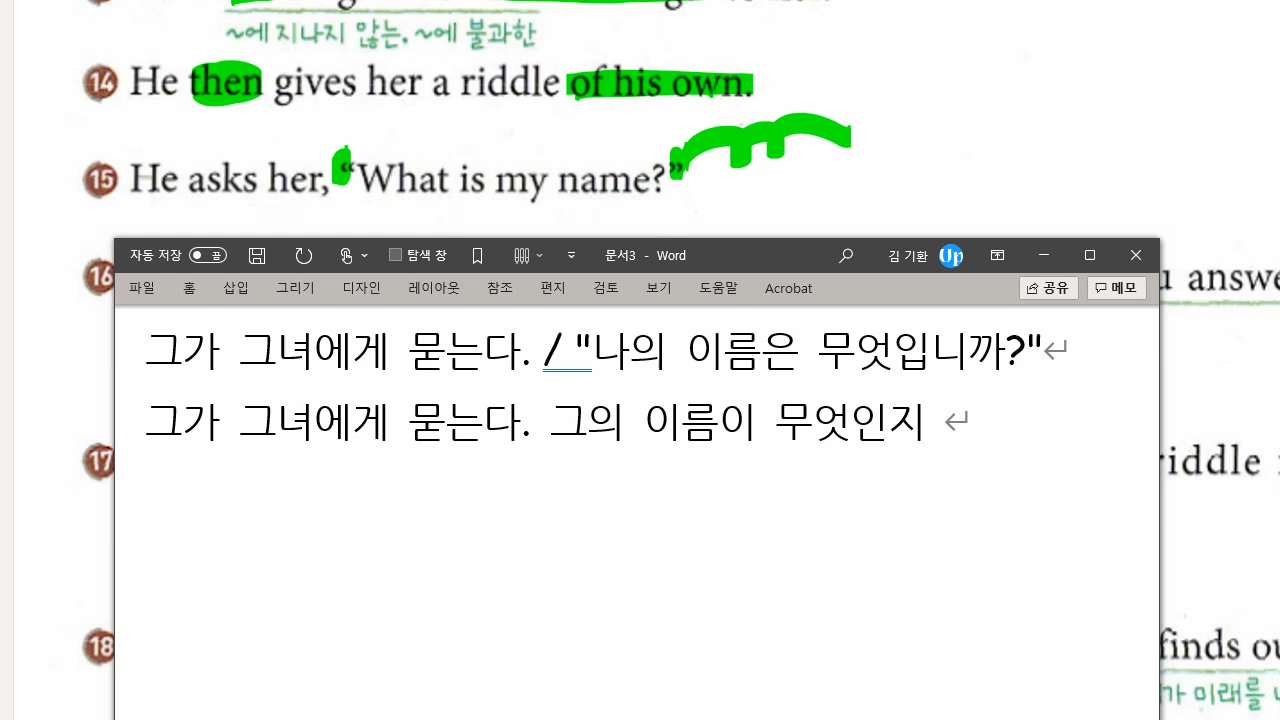 ~에 지나지 않는, ~에 불과한
14 He then gives her a riddle of his own.
15 He asks her, “What is my name?”
자동 저장 끔 탐색 창 문서3 - Word 김 기환 Up
16 answe
파일 홈 삽입 그리기 디자인 레이아웃 참조 편지 검토 보기 도움말 Acrobat 공유 메모
그가 그녀에게 묻는다. / "나의 이름은 무엇입니까?"
그가 그녀에게 묻는다. 그의 이름이 무엇인지
17 riddle
18 finds ou
가 미래를